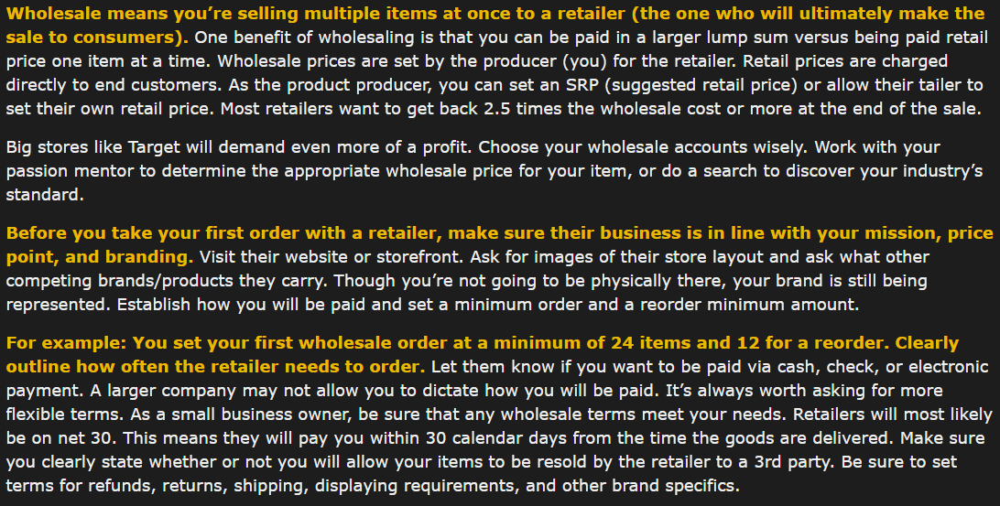 Wholesale means you’re selling multiple items at once to a retailer (the one who will ultimately make the
sale to consumers). One benefit of wholesaling is that you can be paid in a larger lump sum versus being paid retail
price one item at a time. Wholesale prices are set by the producer (you) for the retailer. Retail prices are charged
directly to end customers. As the product producer, you can set an SRP (suggested retail price) or allow their tailer to
set their own retail price. Most retailers want to get back 2.5 times the wholesale cost or more at the end of the sale.
Big stores like Target will demand even more of a profit. Choose your wholesale accounts wisely. Work with your
passion mentor to determine the appropriate wholesale price for your item, or do a search to discover your industry’s
standard.
Before you take your first order with a retailer, make sure their business is in line with your mission, price
point, and branding. Visit their website or storefront. Ask for images of their store layout and ask what other
competing brands/products they carry. Though you’re not going to be physically there, your brand is still being
represented. Establish how you will be paid and set a minimum order and a reorder minimum amount.
For example: You set your first wholesale order at a minimum of 24 items and 12 for a reorder. Clearly
outline how often the retailer needs to order. Let them know if you want to be paid via cash, check, or electronic
payment. A larger company may not allow you to dictate how you will be paid. It’s always worth asking for more
flexible terms. As a small business owner, be sure that any wholesale terms meet your needs. Retailers will most likely
be on net 30. This means they will pay you within 30 calendar days from the time the goods are delivered. Make sure
you clearly state whether or not you will allow your items to be resold by the retailer to a 3rd party. Be sure to set
terms for refunds, returns, shipping, displaying requirements, and other brand specifics.